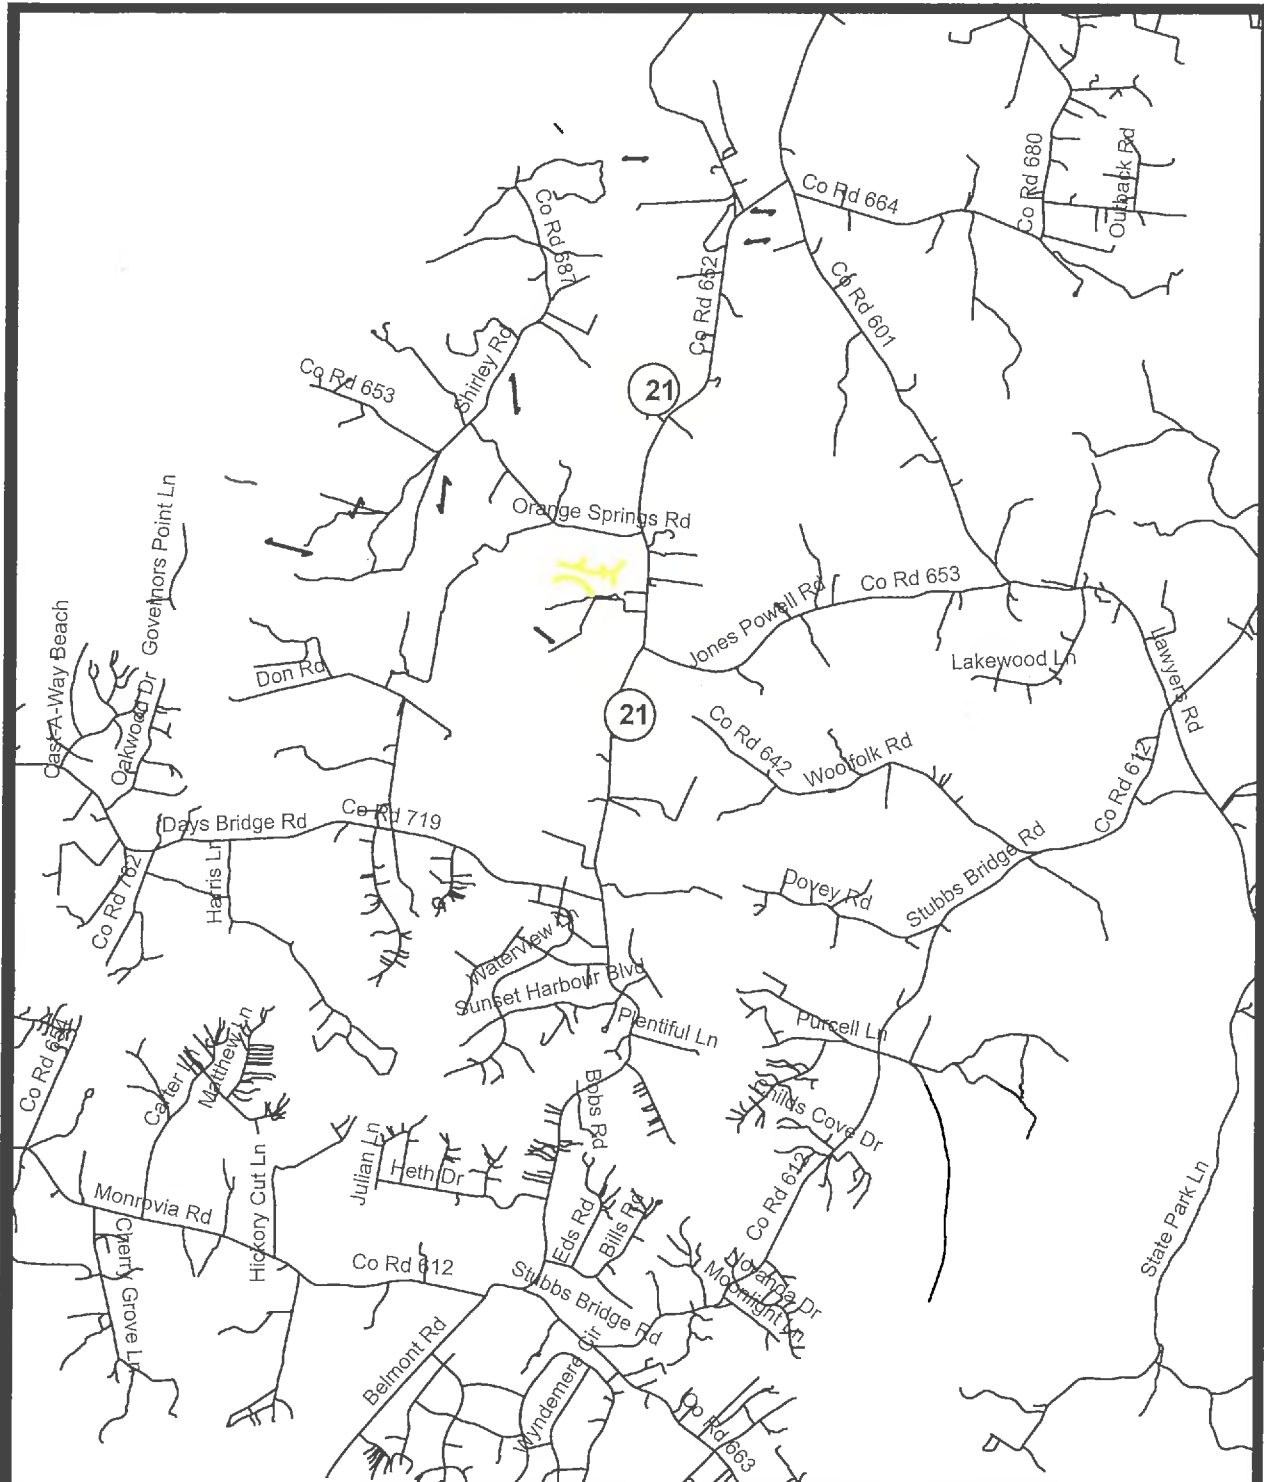 Co Rd 680
Outback Rd
Co Rd 664
Co Rd 687
Co Rd 652
Co Rd 601
Shirley Rd
Co Rd 653
21
Orange Springs Rd
Governors Point Ln
Co Rd 653
Jones Powell Rd
Cast-A-Way Beach
Oakwood Dr
Don Rd
Lakewood Ln
Lawyers Rd
21
Co Rd 642
Woolfolk Rd
Co Rd 612
Days Bridge Rd
Co Rd 719
Harris Ln
Co Rd 782
Dovey Rd
Stubbs Bridge Rd
Waterview Dr
Sunset Harbour Blvd
Plentiful Ln
Purcell Ln
Co Rd 654
Carter Ln
Matthew Ln
Bobs Rd
Childs Cove Dr
Julian Ln
Heth Dr
Hickory Cut Ln
Monrovia Rd
Cherry Grove Ln
Co Rd 612
Eds Rd
Bills Rd
Co Rd 612
State Park Ln
Noranda Dr
Moonlight Ln
Stubbs Bridge Rd
Belmont Rd
Wyndemere Cir
Co Rd 663